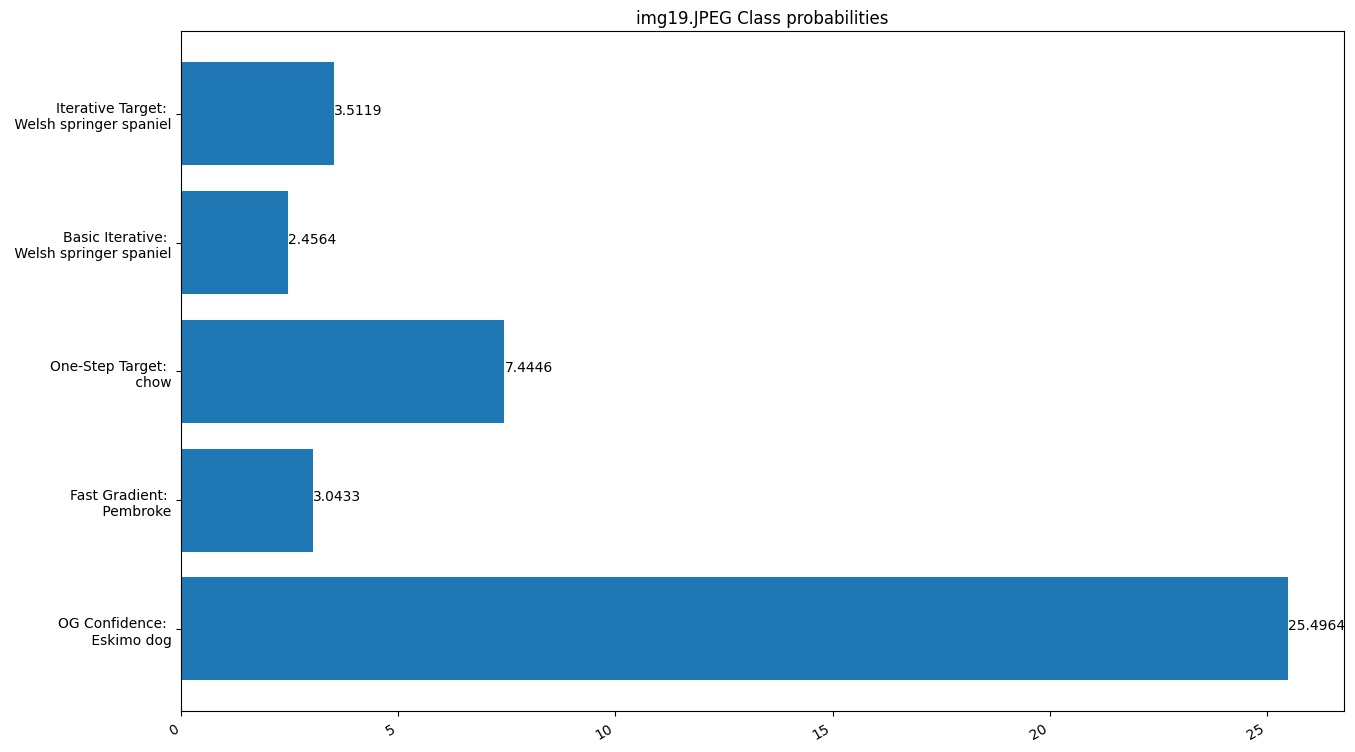 img19.JPEG Class probabilities
Iterative Target:
Welsh springer spaniel
3.5119
Basic Iterative:
Welsh springer spaniel
2.4564
One-Step Target:
chow
7.4446
Fast Gradient:
Pembroke
3.0433
OG Confidence:
Eskimo dog
25.4964
0 5 10 15 20 25